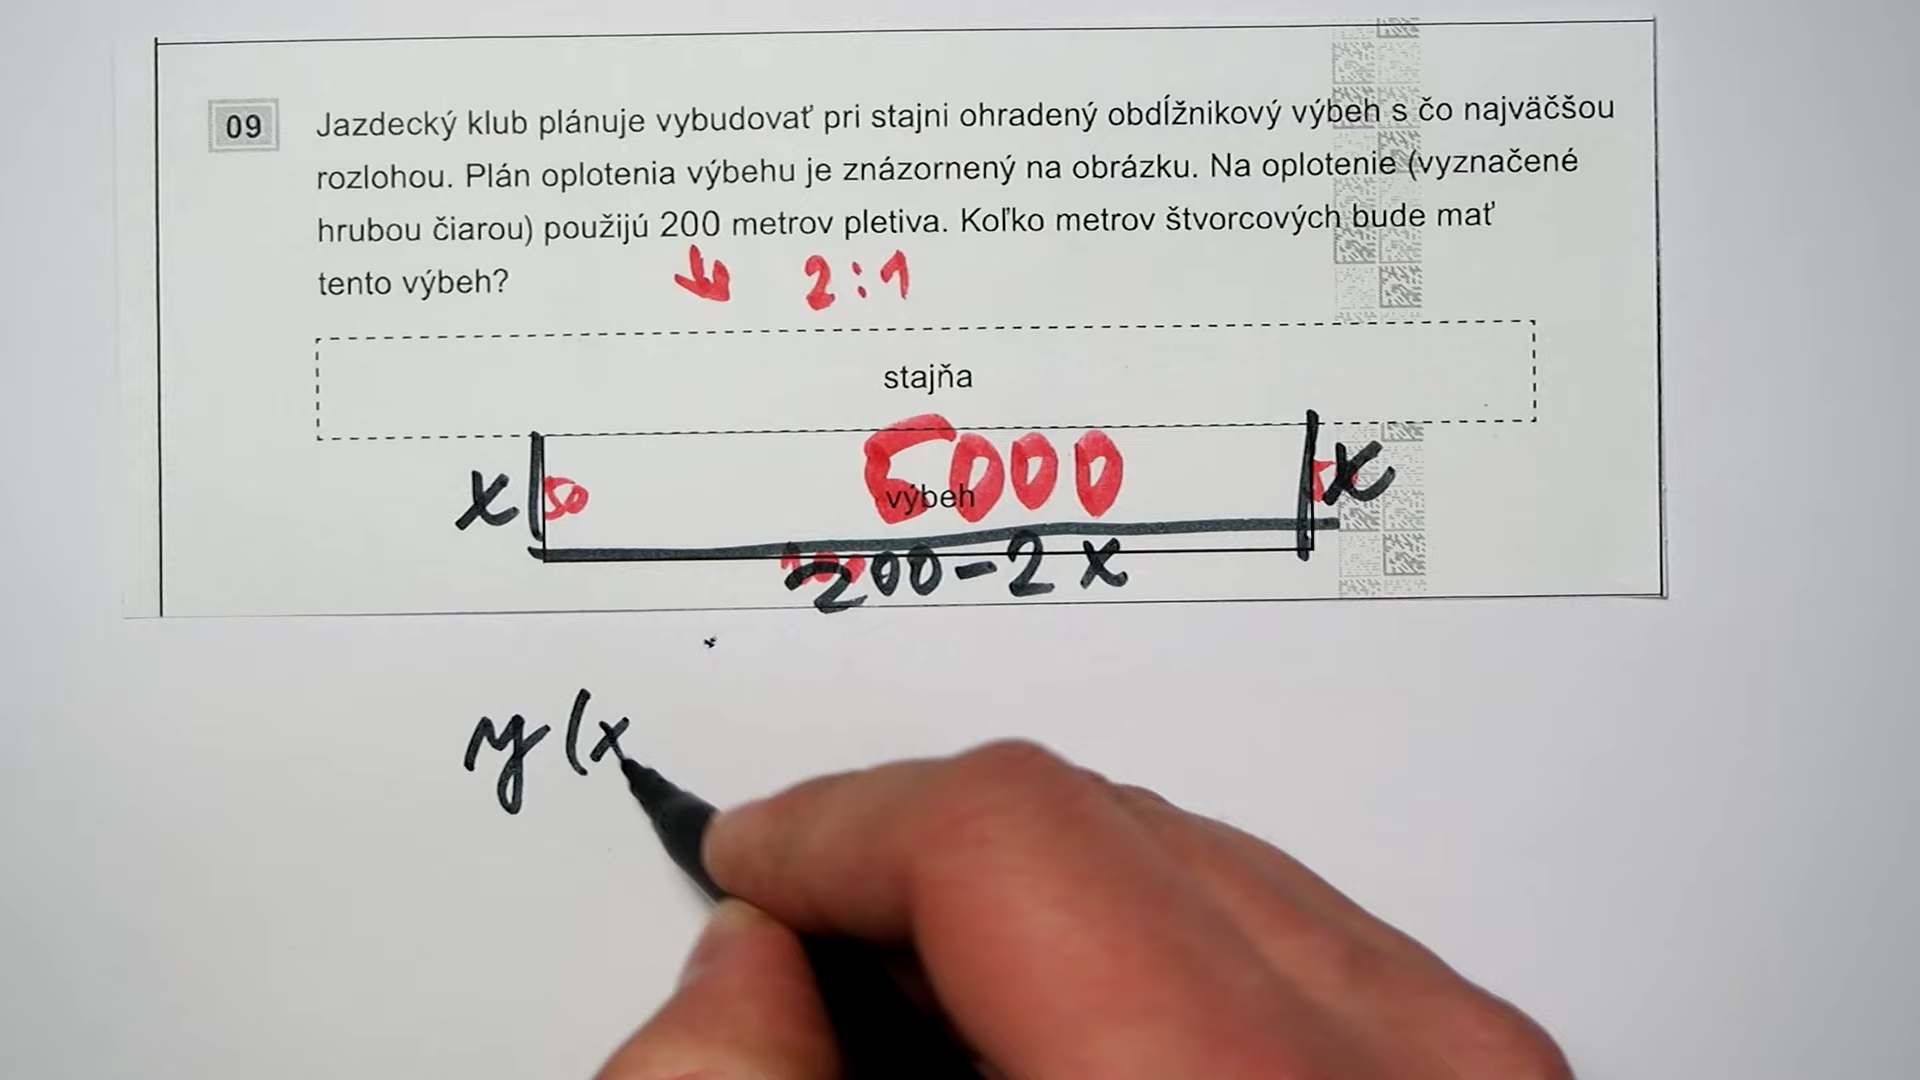 09 Jazdecký klub plánuje vybudovať pri stajni ohradený obdĺžnikový výbeh s čo najväčšou
rozlohou. Plán oplotenia výbehu je znázornený na obrázku. Na oplotenie (vyznačené
hrubou čiarou) použijú 200 metrov pletiva. Koľko metrov štvorcových bude mať
tento výbeh?
2:1
stajňa
5000
x 50 výbeh x
200-2x
y(x